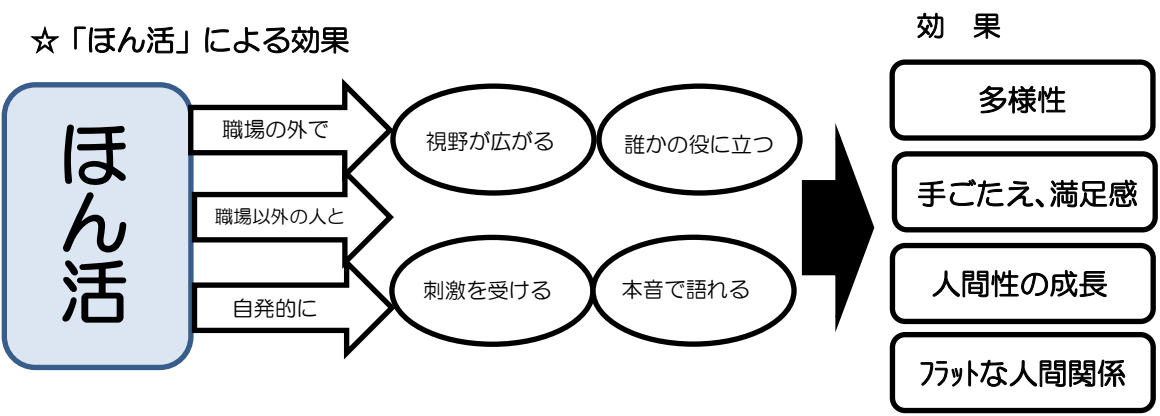 ☆「ほん活」による効果
ほん活
職場の外で
職場以外の人と
自発的に
視野が広がる
誰かの役に立つ
刺激を受ける
本音で語れる
効　果
多様性
手ごたえ、満足感
人間性の成長
ﾌﾗｯﾄな人間関係